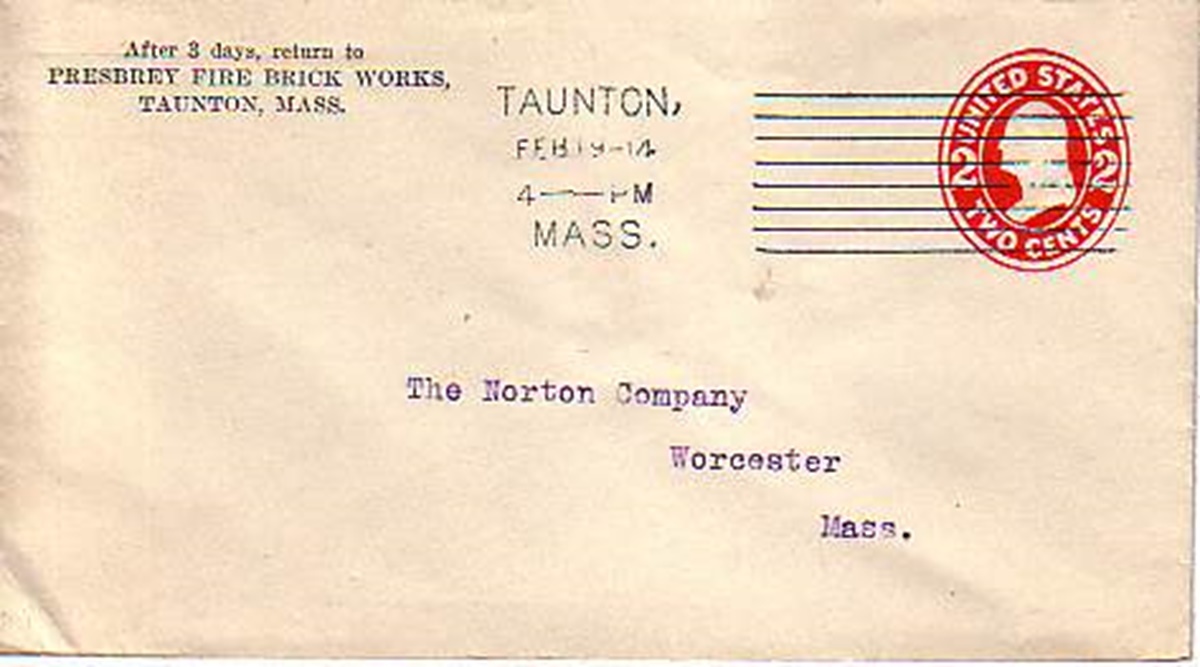 After 3 days, return to
PRESBREY FIRE BRICK WORKS,
TAUNTON, MASS.
TAUNTON,
FEB 19-14
4 — PM
MASS.
UNITED STATES
2 2
TWO CENTS
The Norton Company
Worcester
Mass.